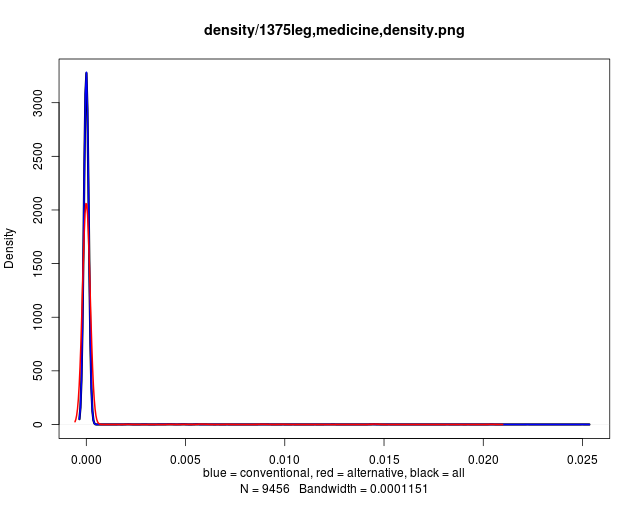 density/1375leg,medicine,density.png
Density
3000
2500
2000
1500
1000
500
0
0.000 0.005 0.010 0.015 0.020 0.025
blue = conventional, red = alternative, black = all
N = 9456 Bandwidth = 0.0001151